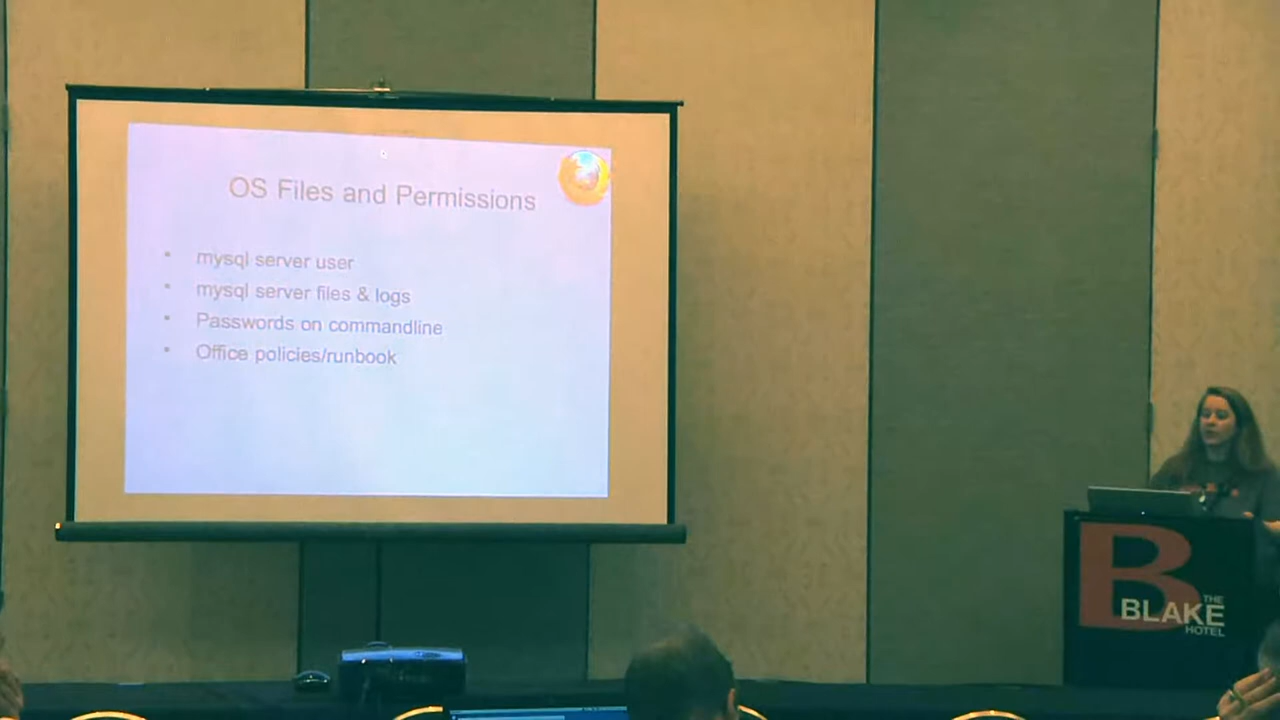 OS Files and Permissions
• mysql server user
• mysql server files & logs
• Passwords on commandline
• Office policies/runbook
B
THE
BLAKE
HOTEL